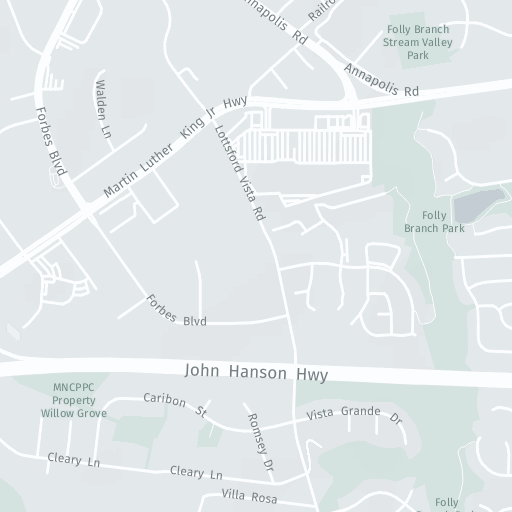 Annapolis Rd
Railro
Folly Branch
Stream Valley
Park
Annapolis Rd
Walden Ln
Forbes Blvd
Martin Luther King Jr Hwy
Lottsford Vista Rd
Folly
Branch Park
Forbes Blvd
John Hanson Hwy
MNCPPC
Property
Willow Grove
Caribon St
Romsey Dr
Vista Grande Dr
Cleary Ln
Cleary Ln
Villa Rosa
Folly